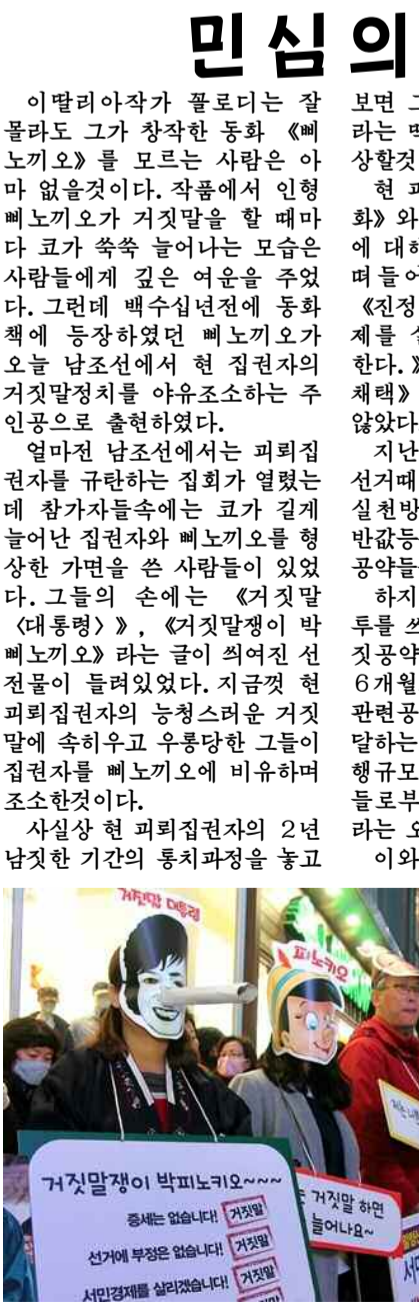 민심의
이딸리아작가 꼴로디는 잘
몰라도 그가 창작한 동화 《삐
노끼오》를 모르는 사람은 아
마 없을것이다. 작품에서 인형
삐노끼오가 거짓말을 할 때마
다 코가 쑥쑥 늘어나는 모습은
사람들에게 깊은 여운을 주었
다. 그런데 백수십년전에 동화
책에 등장하였던 삐노끼오가
오늘 남조선에서 현 집권자의
거짓말정치를 야유조소하는 주
인공으로 출현하였다.
얼마전 남조선에서는 괴뢰집
권자를 규탄하는 집회가 열렸는
데 참가자들속에는 코가 길게
늘어난 집권자와 삐노끼오를 형
상한 가면을 쓴 사람들이 있었
다. 그들의 손에는 《거짓말
〈대통령〉》, 《거짓말쟁이 박
삐노끼오》라는 글이 씌여진 선
전물이 들려있었다. 지금껏 현
괴뢰집권자의 능청스러운 거짓
말에 속히우고 우롱당한 그들이
집권자를 삐노끼오에 비유하며
조소한것이다.
사실상 현 괴뢰집권자의 2년
남짓한 기간의 통치과정을 놓고
보면 그
라는 
상할것
현 괴
화》와
에 대해
떠들어
《진정
제를 
한다.》
채택》
않았다
지난
선거때
실천방
반값등
공약들
하지
투를 쓰
짓공약
6개월
관련공
달하는
행규모
들로부
라는 오
이와
거짓말 대통령
피노키오
거짓말쟁이 박피노키오~~~
증세는 없습니다! 거짓말
선거에 부정은 없습니다! 거짓말
서민경제를 살리겠습니다! 거짓말
거짓말 하면
늘어나요~